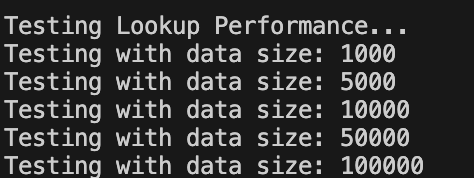 Testing Lookup Performance...
Testing with data size: 1000
Testing with data size: 5000
Testing with data size: 10000
Testing with data size: 50000
Testing with data size: 100000